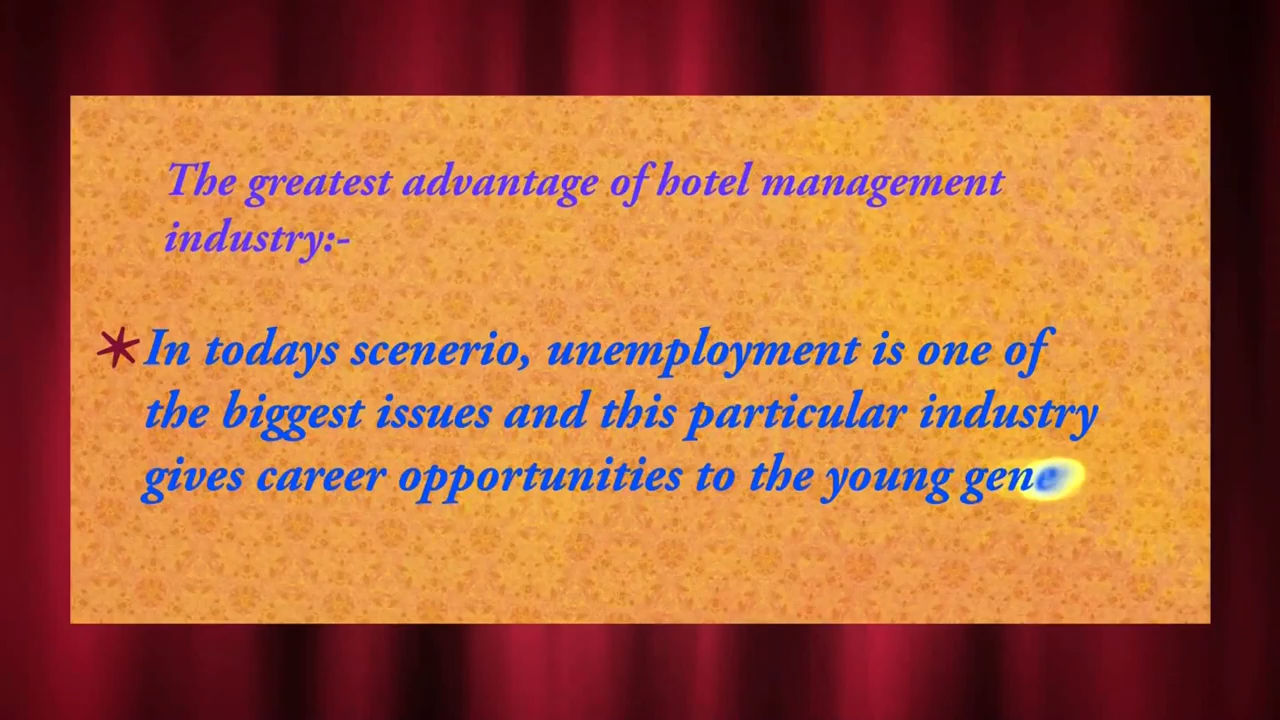 The greatest advantage of hotel management
industry:-
In todays scenerio, unemployment is one of
the biggest issues and this particular industry
gives career opportunities to the young